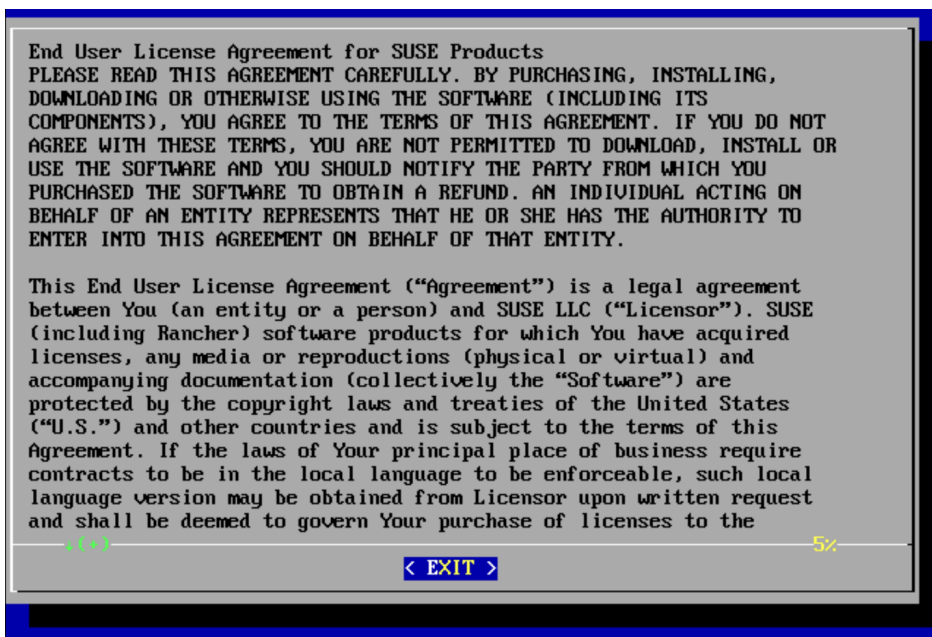 End User License Agreement for SUSE Products
PLEASE READ THIS AGREEMENT CAREFULLY. BY PURCHASING, INSTALLING,
DOWNLOADING OR OTHERWISE USING THE SOFTWARE (INCLUDING ITS
COMPONENTS), YOU AGREE TO THE TERMS OF THIS AGREEMENT. IF YOU DO NOT
AGREE WITH THESE TERMS, YOU ARE NOT PERMITTED TO DOWNLOAD, INSTALL OR
USE THE SOFTWARE AND YOU SHOULD NOTIFY THE PARTY FROM WHICH YOU
PURCHASED THE SOFTWARE TO OBTAIN A REFUND. AN INDIVIDUAL ACTING ON
BEHALF OF AN ENTITY REPRESENTS THAT HE OR SHE HAS THE AUTHORITY TO
ENTER INTO THIS AGREEMENT ON BEHALF OF THAT ENTITY.
This End User License Agreement (“Agreement”) is a legal agreement
between You (an entity or a person) and SUSE LLC (“Licensor”). SUSE
(including Rancher) software products for which You have acquired
licenses, any media or reproductions (physical or virtual) and
accompanying documentation (collectively the “Software”) are
protected by the copyright laws and treaties of the United States
(“U.S.”) and other countries and is subject to the terms of this
Agreement. If the laws of Your principal place of business require
contracts to be in the local language to be enforceable, such local
language version may be obtained from Licensor upon written request
and shall be deemed to govern Your purchase of licenses to the
↓(+) 5%
< EXIT >